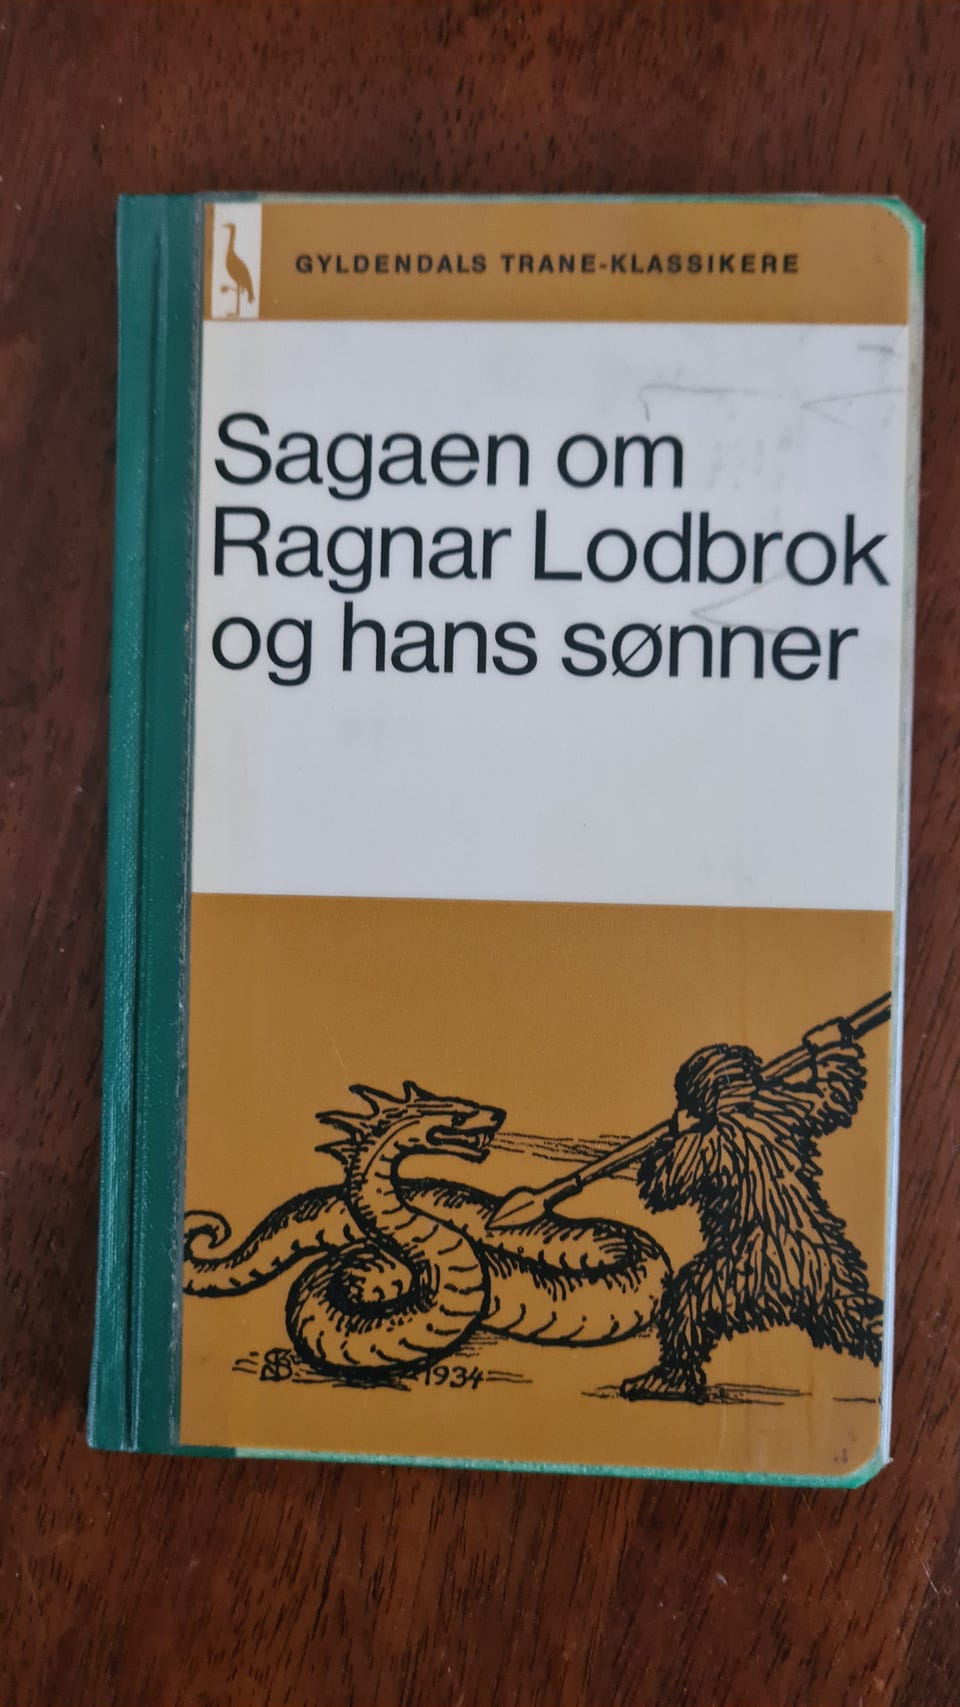 GYLDENDALS TRANE-KLASSIKERE
Sagaen om
Ragnar Lodbrok
og hans sønner
1934